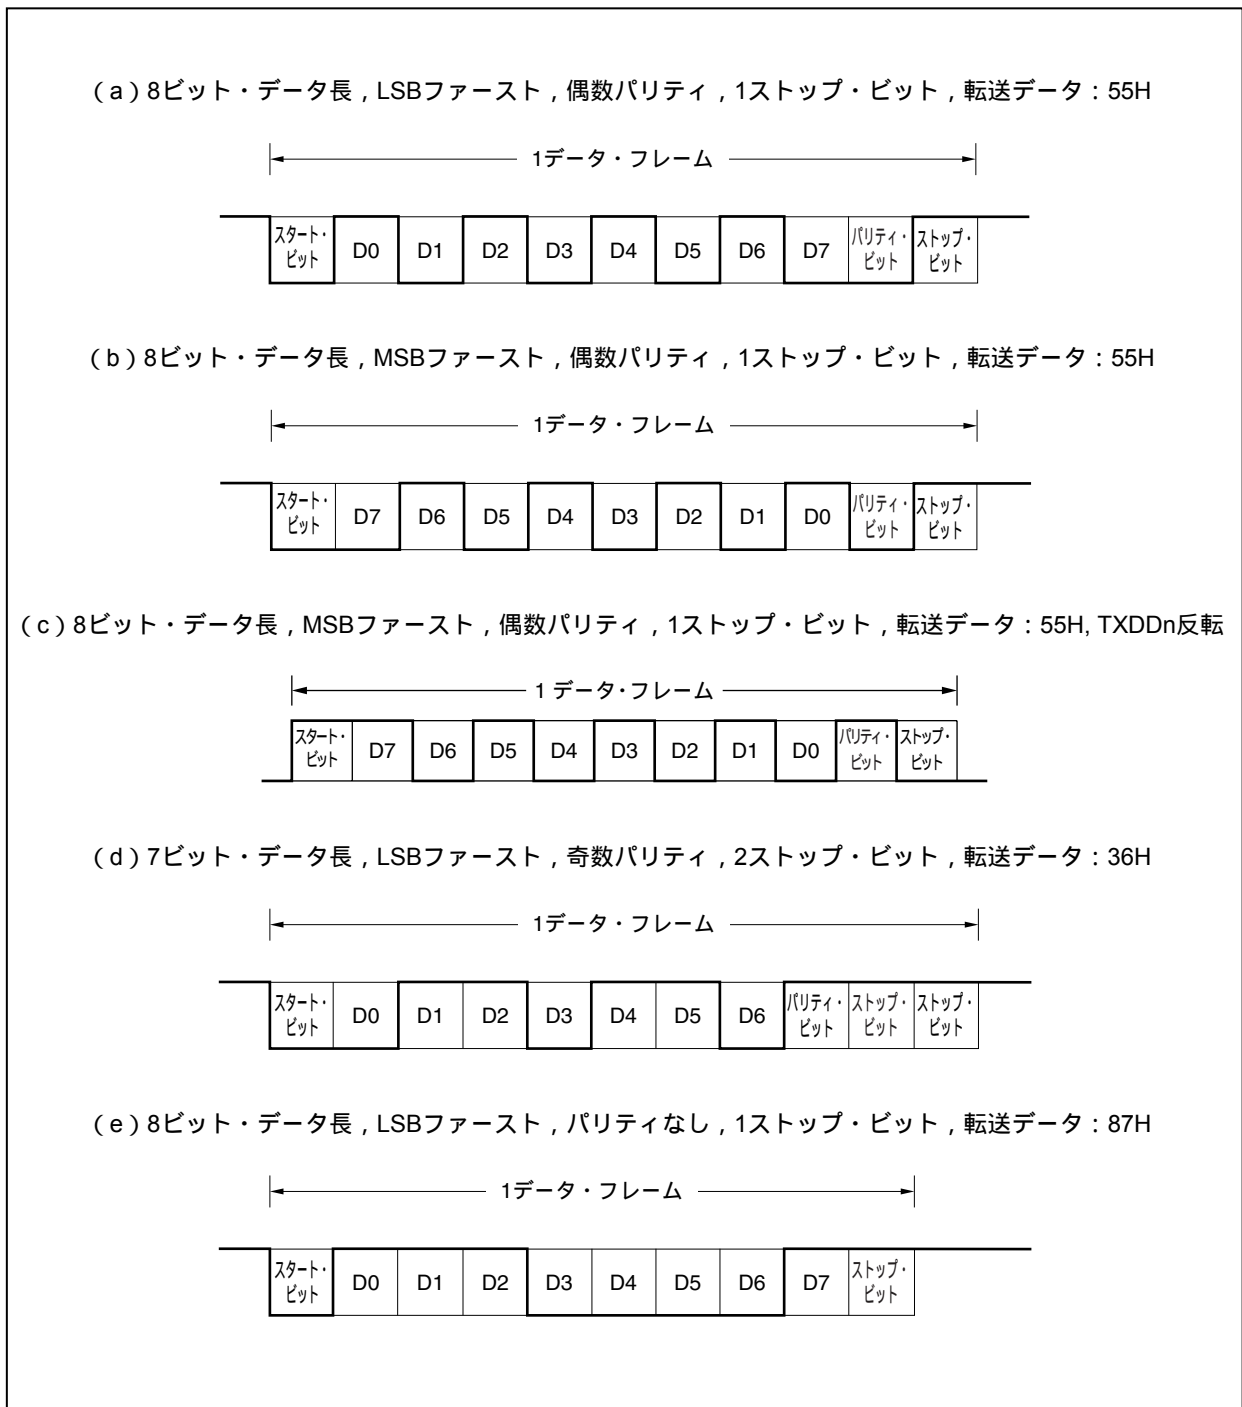 （a）8ビット・データ長，LSBファースト，偶数パリティ，1ストップ・ビット，転送データ：55H
1データ・フレーム
スタート・ビット D0 D1 D2 D3 D4 D5 D6 D7 パリティ・ビット ストップ・ビット
（b）8ビット・データ長，MSBファースト，偶数パリティ，1ストップ・ビット，転送データ：55H
1データ・フレーム
スタート・ビット D7 D6 D5 D4 D3 D2 D1 D0 パリティ・ビット ストップ・ビット
（c）8ビット・データ長，MSBファースト，偶数パリティ，1ストップ・ビット，転送データ：55H, TXDDn反転
1 データ・フレーム
スタート・ビット D7 D6 D5 D4 D3 D2 D1 D0 パリティ・ビット ストップ・ビット
（d）7ビット・データ長，LSBファースト，奇数パリティ，2ストップ・ビット，転送データ：36H
1データ・フレーム
スタート・ビット D0 D1 D2 D3 D4 D5 D6 パリティ・ビット ストップ・ビット ストップ・ビット
（e）8ビット・データ長，LSBファースト，パリティなし，1ストップ・ビット，転送データ：87H
1データ・フレーム
スタート・ビット D0 D1 D2 D3 D4 D5 D6 D7 ストップ・ビット